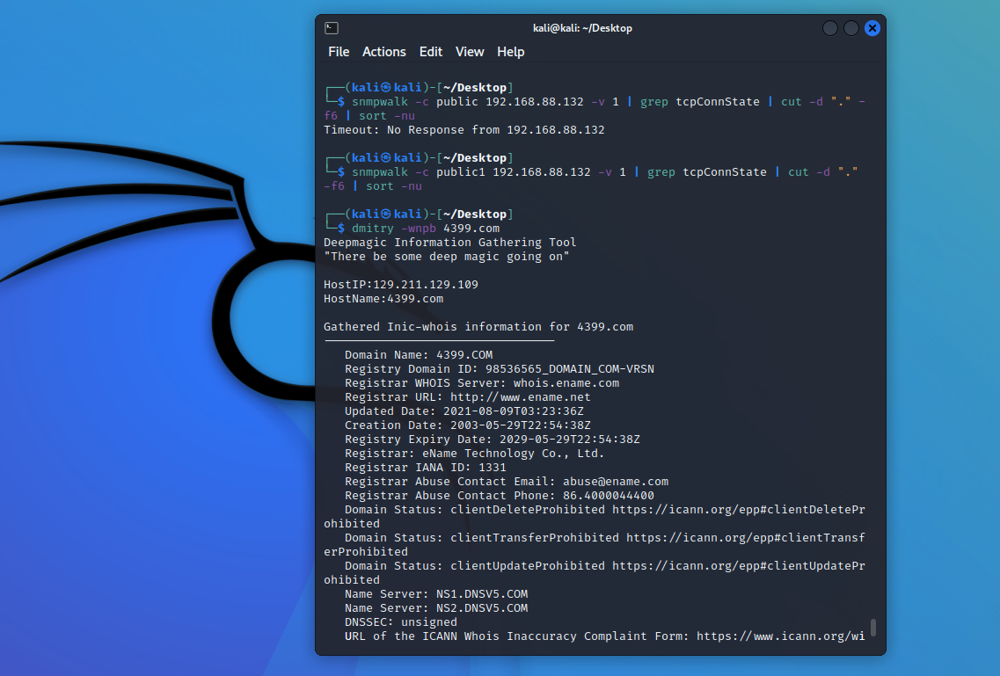 kali@kali: ~/Desktop
File Actions Edit View Help
┌──(kali㉿kali)-[~/Desktop]
└─$ snmpwalk -c public 192.168.88.132 -v 1 | grep tcpConnState | cut -d "." -
f6 | sort -nu
Timeout: No Response from 192.168.88.132
┌──(kali㉿kali)-[~/Desktop]
└─$ snmpwalk -c public1 192.168.88.132 -v 1 | grep tcpConnState | cut -d "."
-f6 | sort -nu
┌──(kali㉿kali)-[~/Desktop]
└─$ dmitry -wnpb 4399.com
Deepmagic Information Gathering Tool
"There be some deep magic going on"
HostIP:129.211.129.109
HostName:4399.com
Gathered Inic-whois information for 4399.com
---------------------------------
Domain Name: 4399.COM
Registry Domain ID: 98536565_DOMAIN_COM-VRSN
Registrar WHOIS Server: whois.ename.com
Registrar URL: http://www.ename.net
Updated Date: 2021-08-09T03:23:36Z
Creation Date: 2003-05-29T22:54:38Z
Registry Expiry Date: 2029-05-29T22:54:38Z
Registrar: eName Technology Co., Ltd.
Registrar IANA ID: 1331
Registrar Abuse Contact Email: abuse@ename.com
Registrar Abuse Contact Phone: 86.4000044400
Domain Status: clientDeleteProhibited https://icann.org/epp#clientDeletePr
ohibited
Domain Status: clientTransferProhibited https://icann.org/epp#clientTransf
erProhibited
Domain Status: clientUpdateProhibited https://icann.org/epp#clientUpdatePr
ohibited
Name Server: NS1.DNSV5.COM
Name Server: NS2.DNSV5.COM
DNSSEC: unsigned
URL of the ICANN Whois Inaccuracy Complaint Form: https://www.icann.org/wi